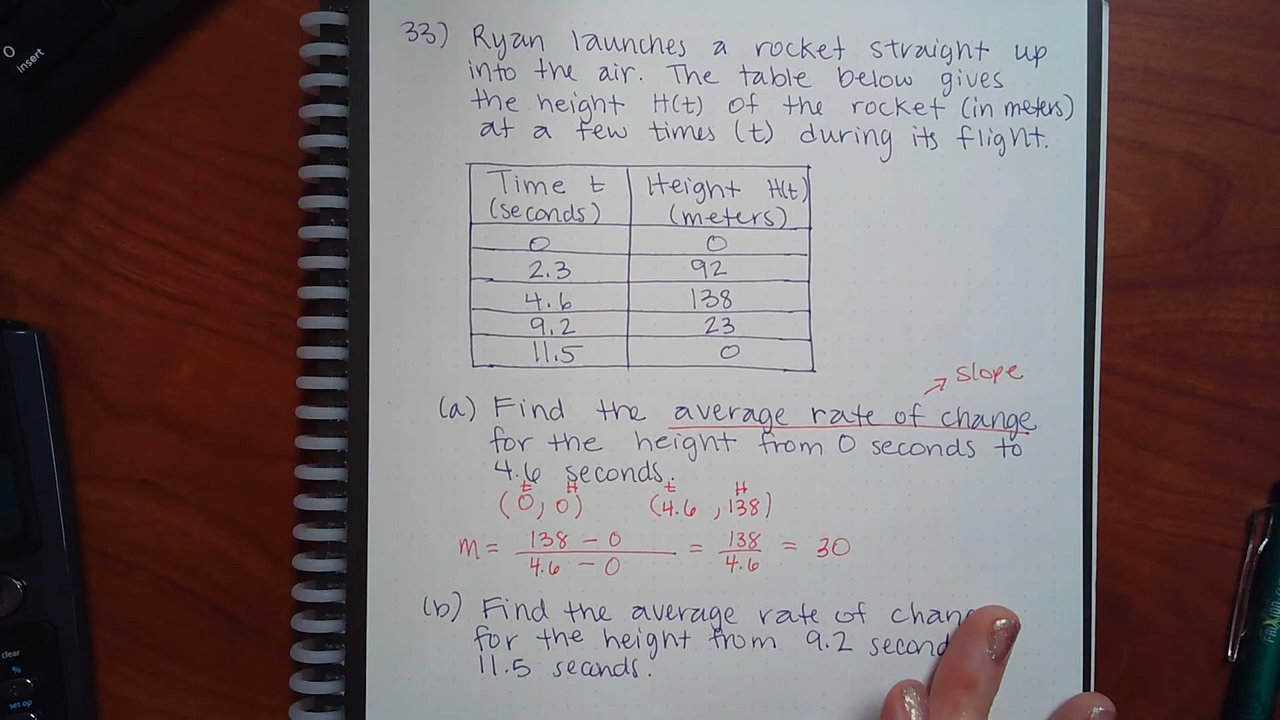 33) Ryan launches a rocket straight up
into the air. The table below gives
the height H(t) of the rocket (in meters)
at a few times (t) during its flight.
Time t Height H(t)
(seconds) (meters)
0 0
2.3 92
4.6 138
9.2 23
11.5 0
slope
(a) Find the average rate of change
for the height from 0 seconds to
4.6 seconds.
t H t H
(0, 0) (4.6, 138)
m = 138 - 0 / 4.6 - 0 = 138 / 4.6 = 30
(b) Find the average rate of
for the height from 9.2
11.5 seconds.
0
Insert
clear
%
set op